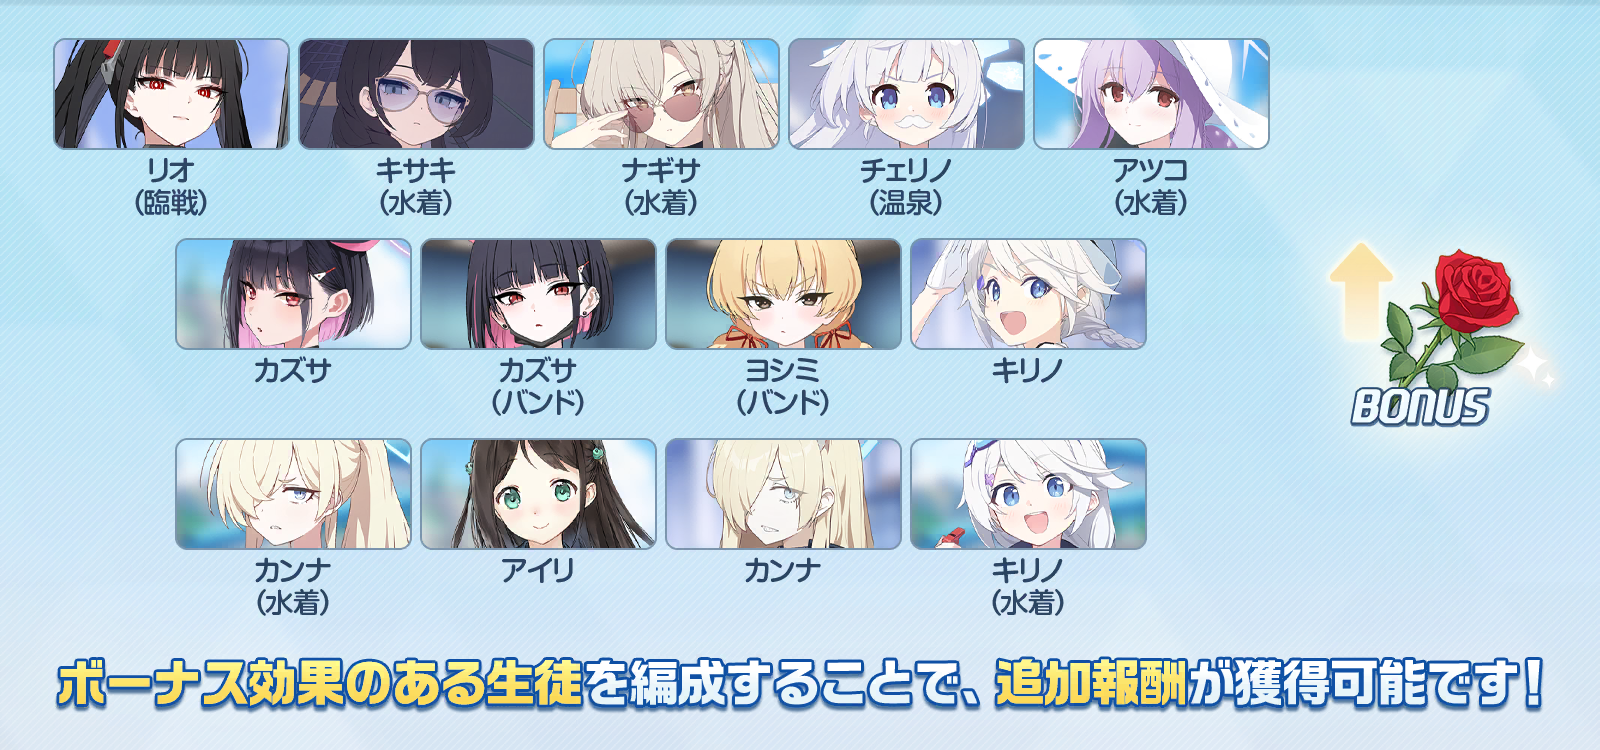 リオ
(臨戦)
キサキ
(水着)
ナギサ
(水着)
チェリノ
(温泉)
アツコ
(水着)
カズサ
カズサ
(バンド)
ヨシミ
(バンド)
キリノ
BONUS
カンナ
(水着)
アイリ
カンナ
キリノ
(水着)
ボーナス効果のある生徒を編成することで、追加報酬が獲得可能です!